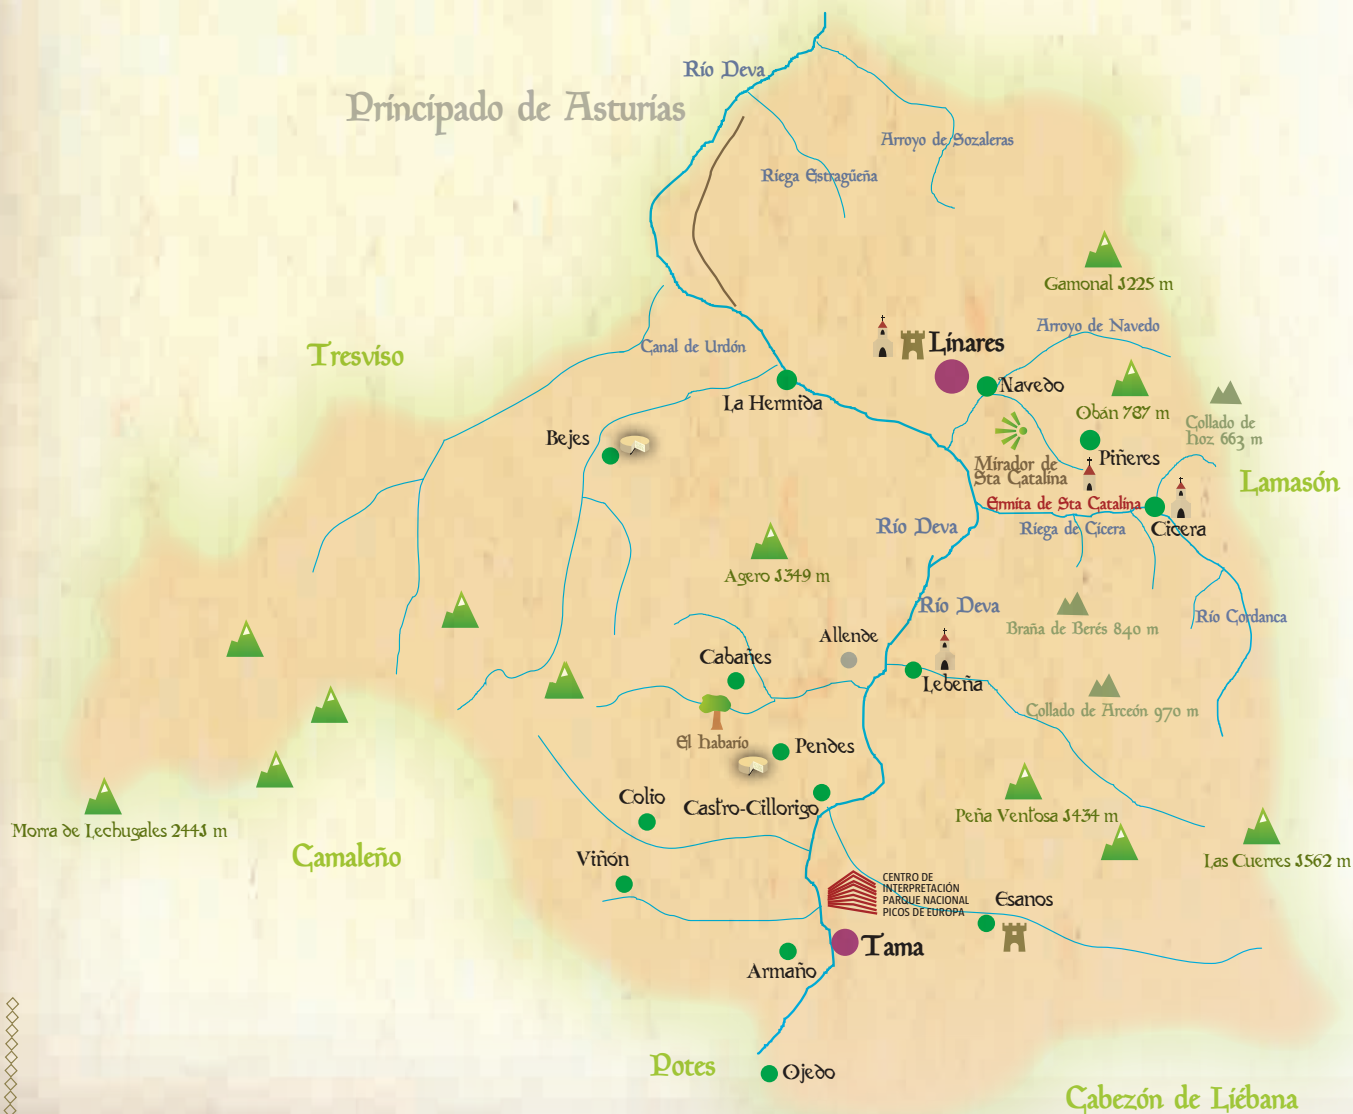 Río Deva
Principado de Asturias
Arroyo de Sozaleras
Riega Estragüeña
Gamonal 1225 m
Arroyo de Navedo
Linares
Canal de Urdón
Tresviso
Navedo
La Hermida
Obán 787 m
Collado de
hoz 663 m
Bejes
Piñeres
Mirador de
Sta Catalina
Lamasón
Ermita de Sta Catalina
Río Deva
Riega de Cicera
Cicera
Agero 1349 m
Río Deva
Río Cordanca
Braña de Berés 840 m
Allende
Cabañes
Lebeña
Collado de Arceón 970 m
El habario
Pendes
Colio
Castro-Cillorigo
Peña Ventosa 1434 m
Morra de Lechugales 2441 m
Camaleño
Viñón
Las Cuerres 1562 m
CENTRO DE
INTERPRETACIÓN
PARQUE NACIONAL
PICOS DE EUROPA
Esanos
Tama
Armaño
Potes
Ojedo
Cabezón de Liébana